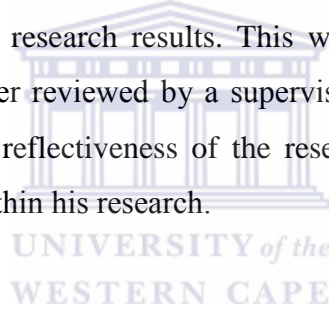 research results. This w
er reviewed by a supervis
reflectiveness of the rese
thin his research.
UNIVERSITY of the
WESTERN CAPE